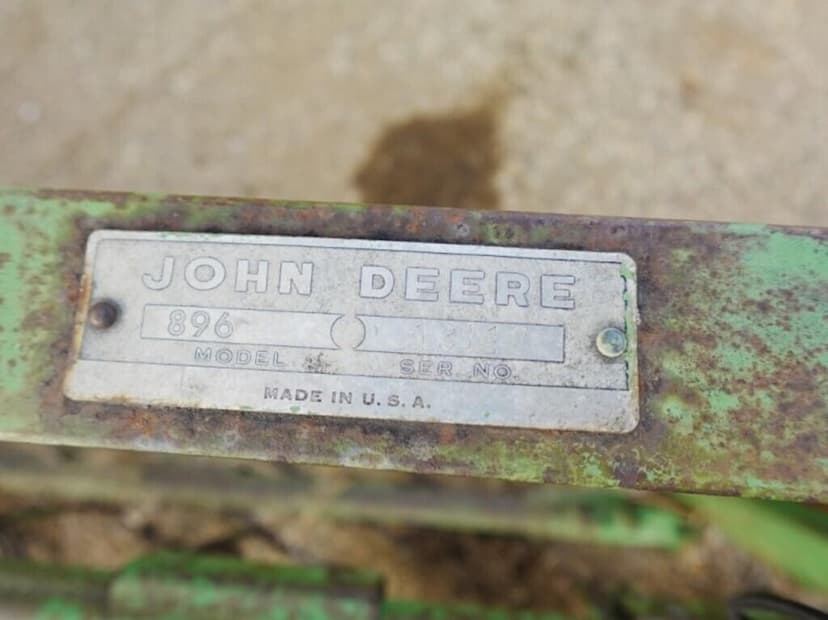 JOHN DEERE
896
MODEL SER NO.
MADE IN U.S.A.